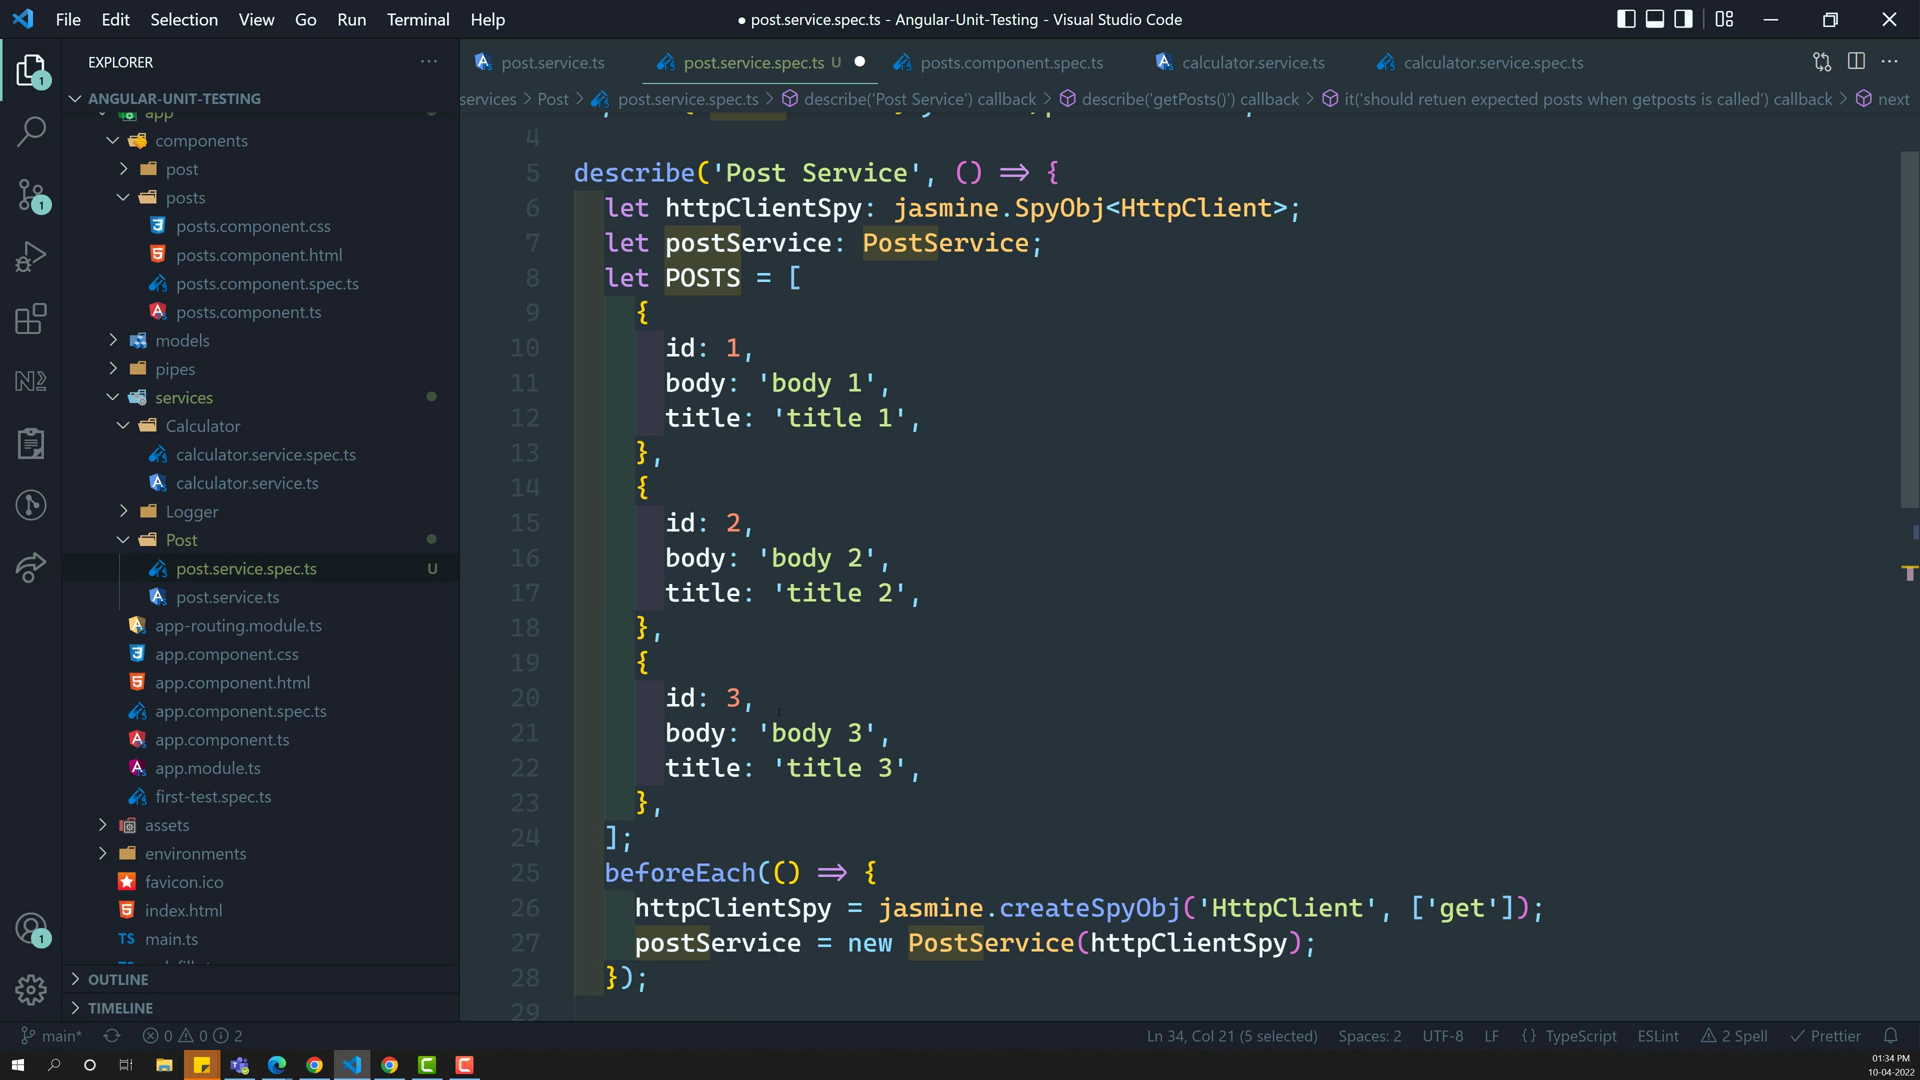 File Edit Selection View Go Run Terminal Help
● post.service.spec.ts - Angular-Unit-Testing - Visual Studio Code
EXPLORER
post.service.ts
post.service.spec.ts U
posts.component.spec.ts
calculator.service.ts
calculator.service.spec.ts
services > Post > post.service.spec.ts > describe('Post Service') callback > describe('getPosts()') callback > it('should retuen expected posts when getposts is called') callback > next
1
ANGULAR-UNIT-TESTING
app
components
post
posts
posts.component.css
posts.component.html
posts.component.spec.ts
posts.component.ts
models
pipes
services
Calculator
calculator.service.spec.ts
calculator.service.ts
Logger
Post
post.service.spec.ts U
post.service.ts
app-routing.module.ts
app.component.css
app.component.html
app.component.spec.ts
app.component.ts
app.module.ts
first-test.spec.ts
assets
environments
favicon.ico
index.html
TS main.ts
OUTLINE
TIMELINE
1
1
4
5 describe('Post Service', () => {
6 let httpClientSpy: jasmine.SpyObj<HttpClient>;
7 let postService: PostService;
8 let POSTS = [
9 {
10 id: 1,
11 body: 'body 1',
12 title: 'title 1',
13 },
14 {
15 id: 2,
16 body: 'body 2',
17 title: 'title 2',
18 },
19 {
20 id: 3,
21 body: 'body 3',
22 title: 'title 3',
23 },
24 ];
25 beforeEach(() => {
26 httpClientSpy = jasmine.createSpyObj('HttpClient', ['get']);
27 postService = new PostService(httpClientSpy);
28 });
29
main* 0 0 2
Ln 34, Col 21 (5 selected) Spaces: 2 UTF-8 LF {} TypeScript ESLint 2 Spell Prettier
01:34 PM
10-04-2022